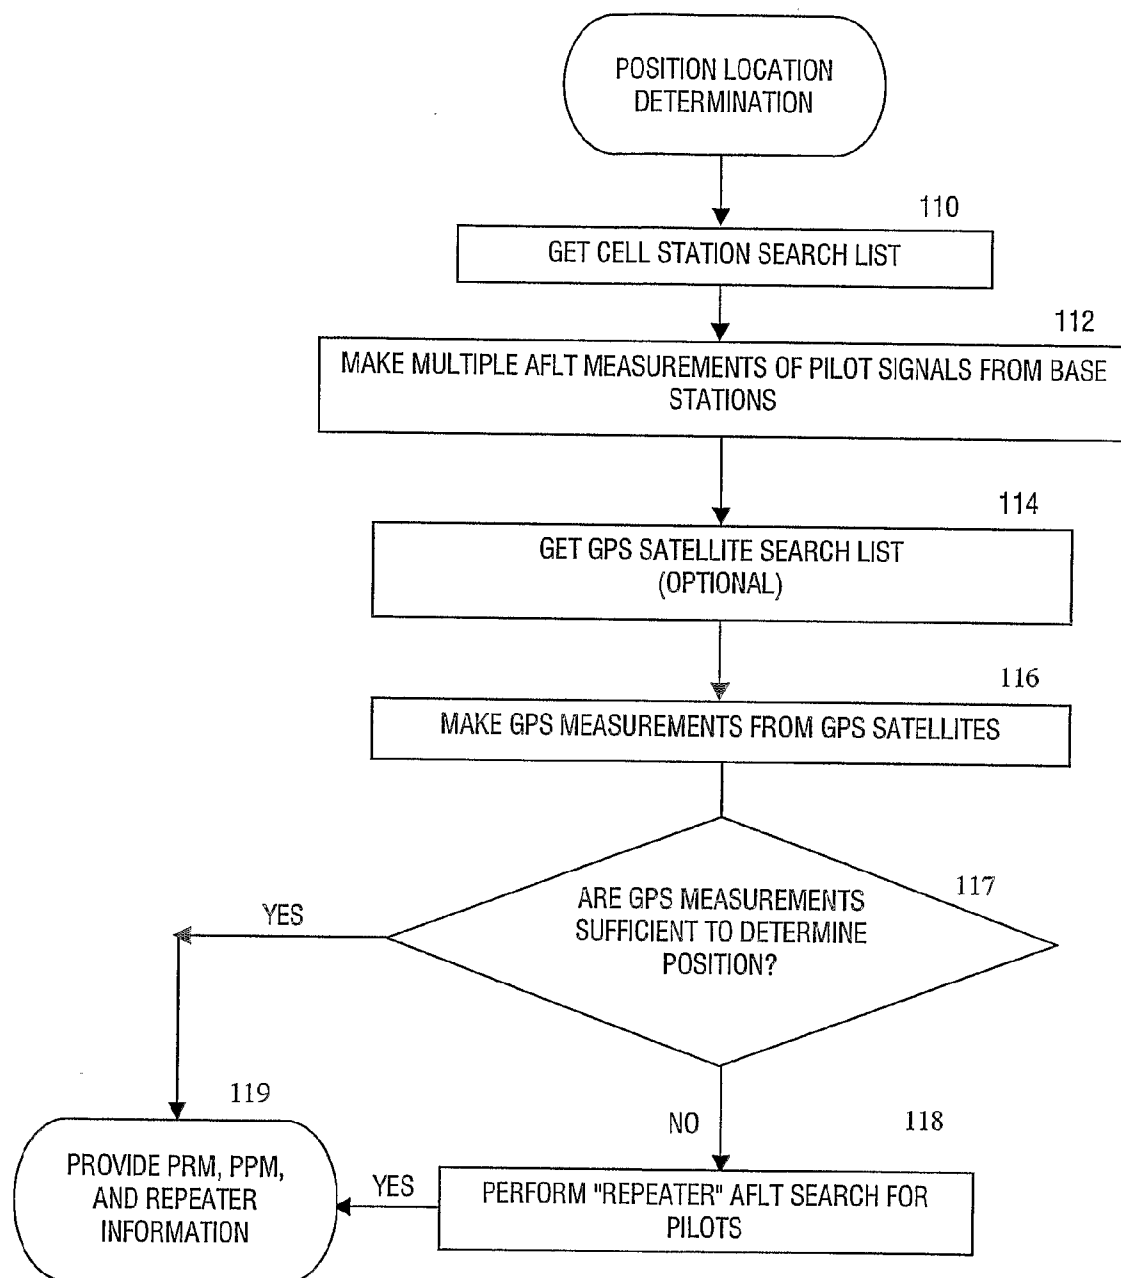 POSITION LOCATION
DETERMINATION
110
GET CELL STATION SEARCH LIST
112
MAKE MULTIPLE AFLT MEASUREMENTS OF PILOT SIGNALS FROM BASE
STATIONS
114
GET GPS SATELLITE SEARCH LIST
(OPTIONAL)
116
MAKE GPS MEASUREMENTS FROM GPS SATELLITES
117
ARE GPS MEASUREMENTS
SUFFICIENT TO DETERMINE
POSITION?
YES
119
NO
118
PROVIDE PRM, PPM,
AND REPEATER
INFORMATION
YES
PERFORM "REPEATER" AFLT SEARCH FOR
PILOTS